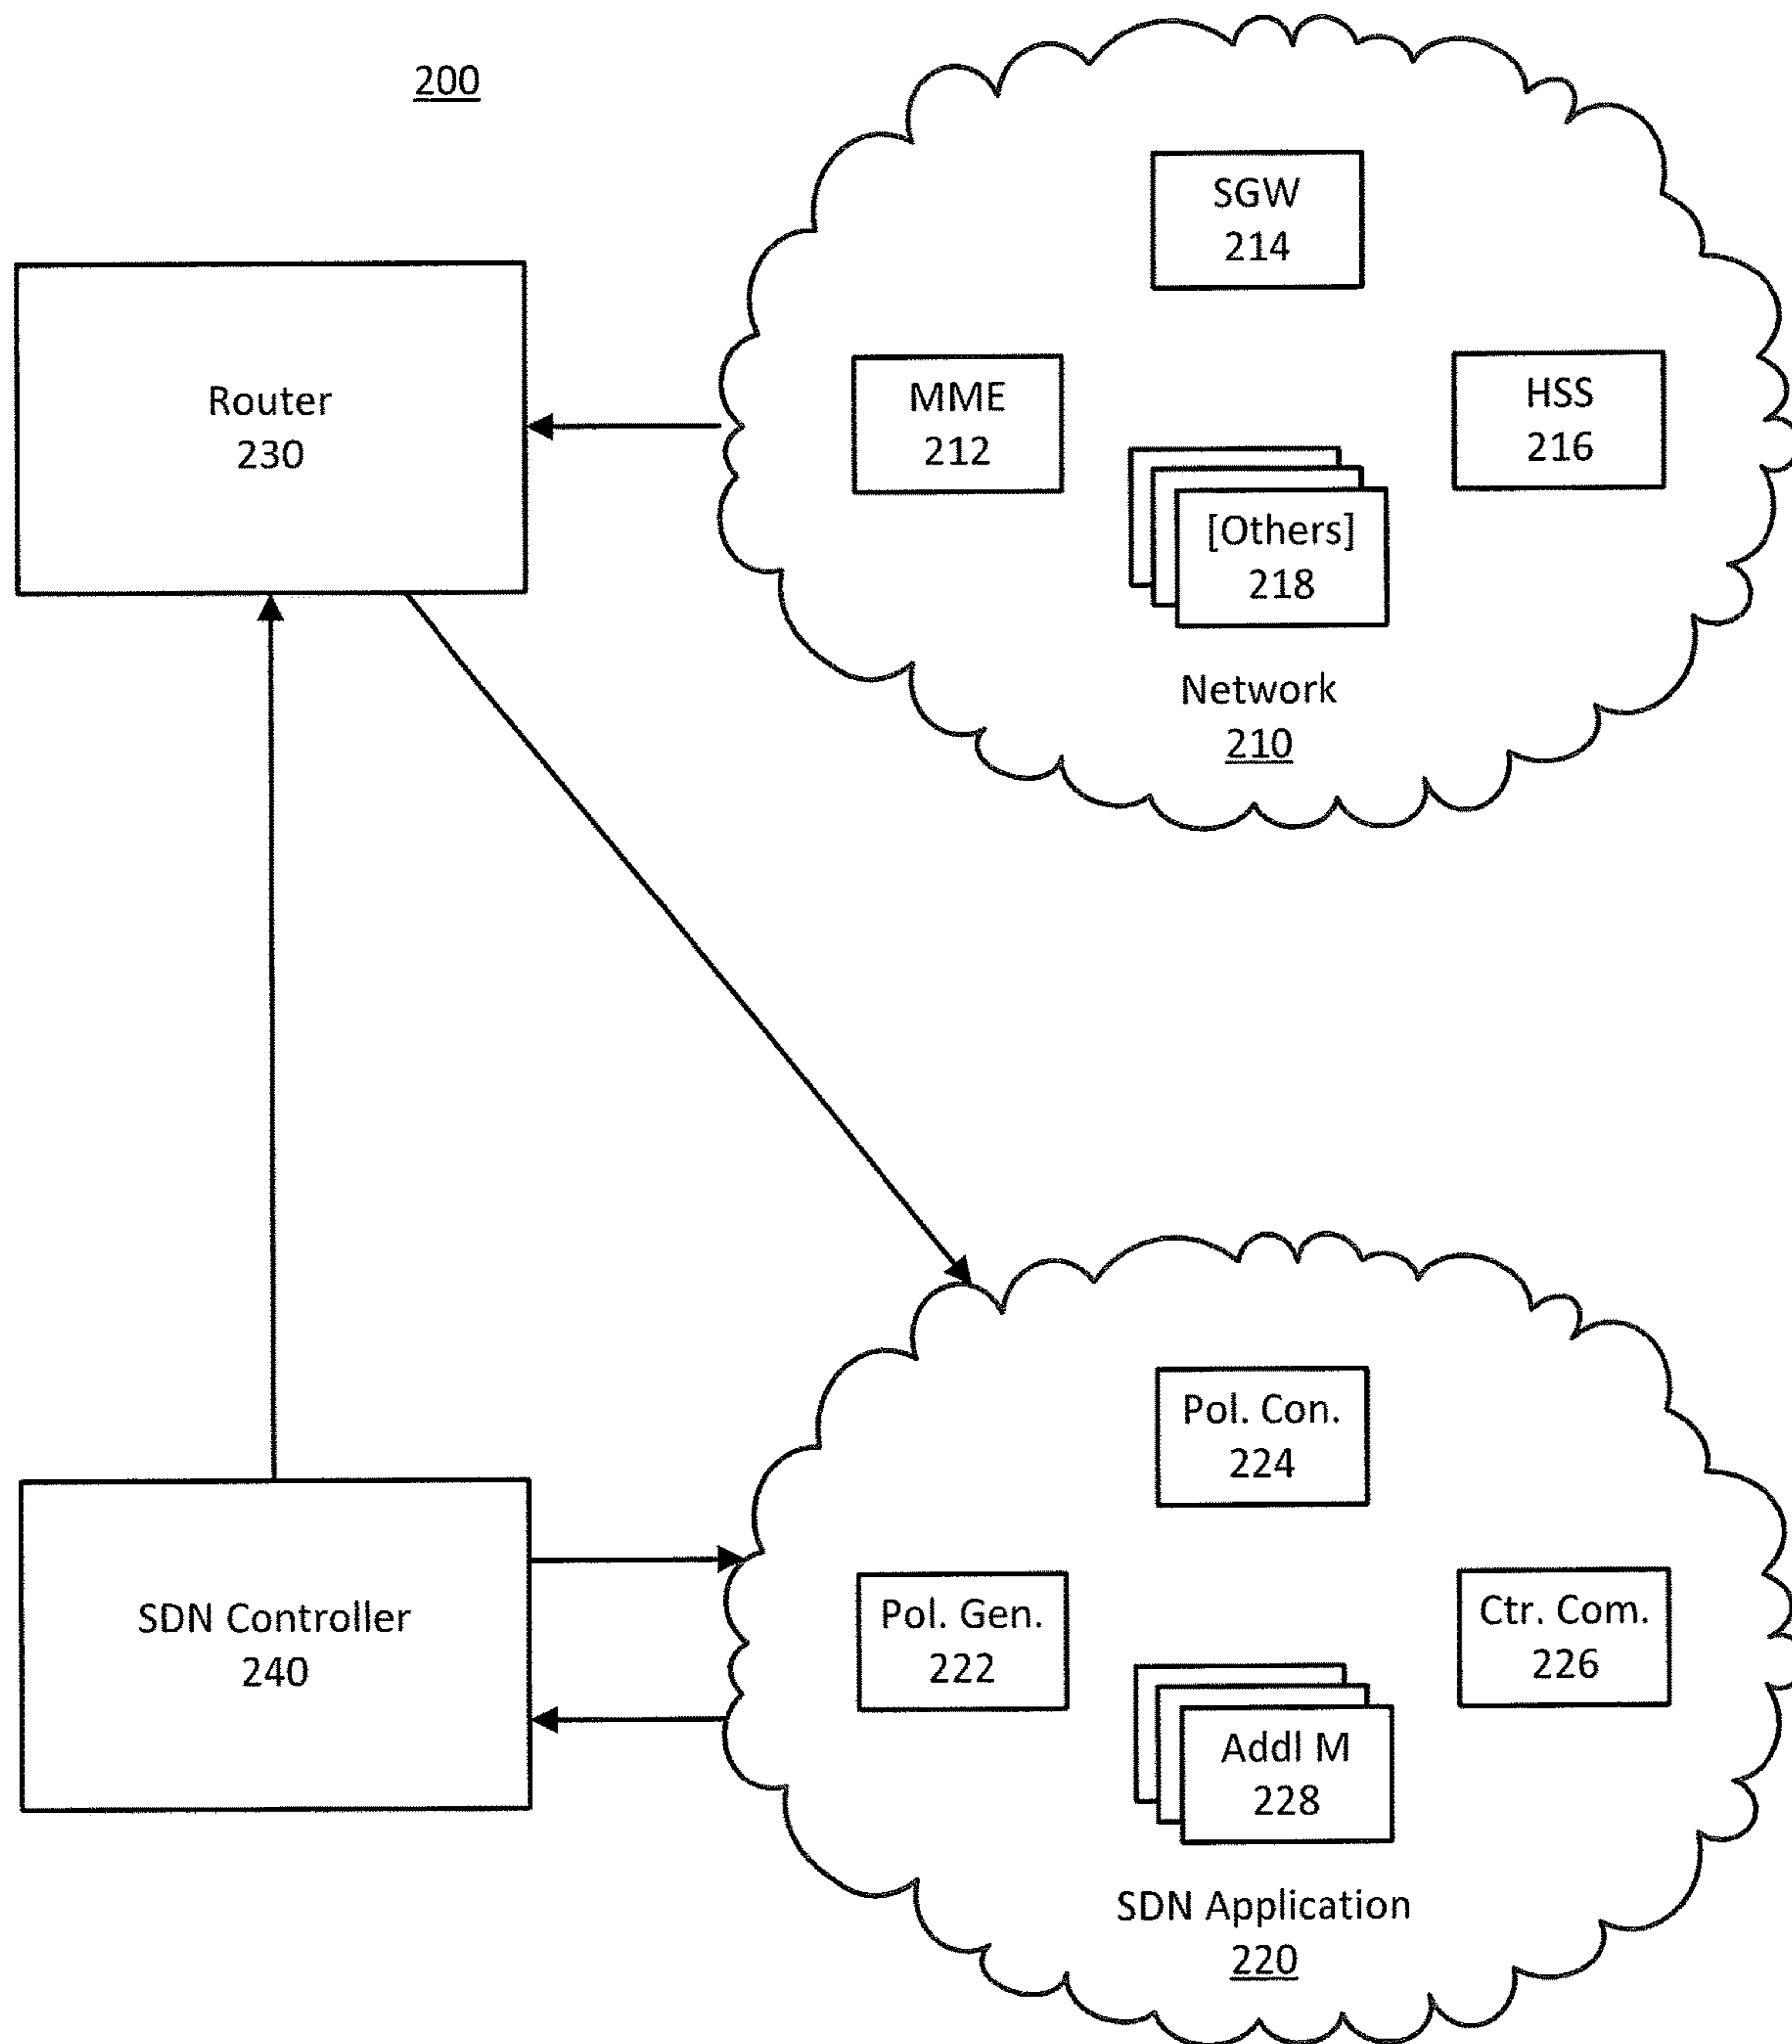 200
SGW
214
Router
230
MME
212
HSS
216
[Others]
218
Network
210
Pol. Con.
224
SDN Controller
240
Pol. Gen.
222
Ctr. Com.
226
Addl M
228
SDN Application
220